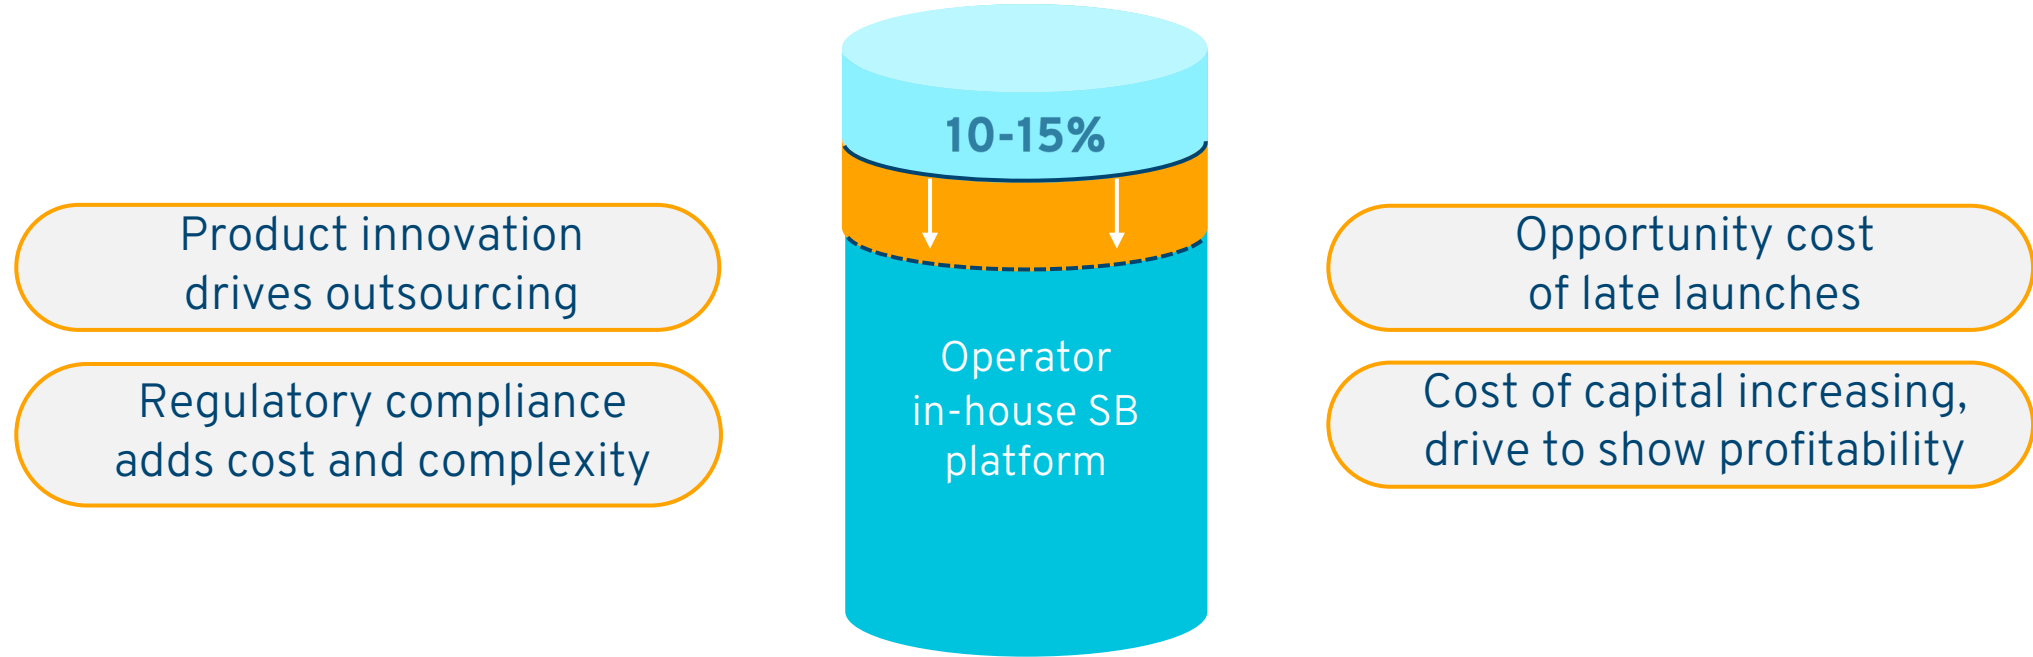 10-15%
Product innovation
drives outsourcing
Regulatory compliance
adds cost and complexity
Operator
in-house SB
platform
Opportunity cost
of late launches
Cost of capital increasing,
drive to show profitability